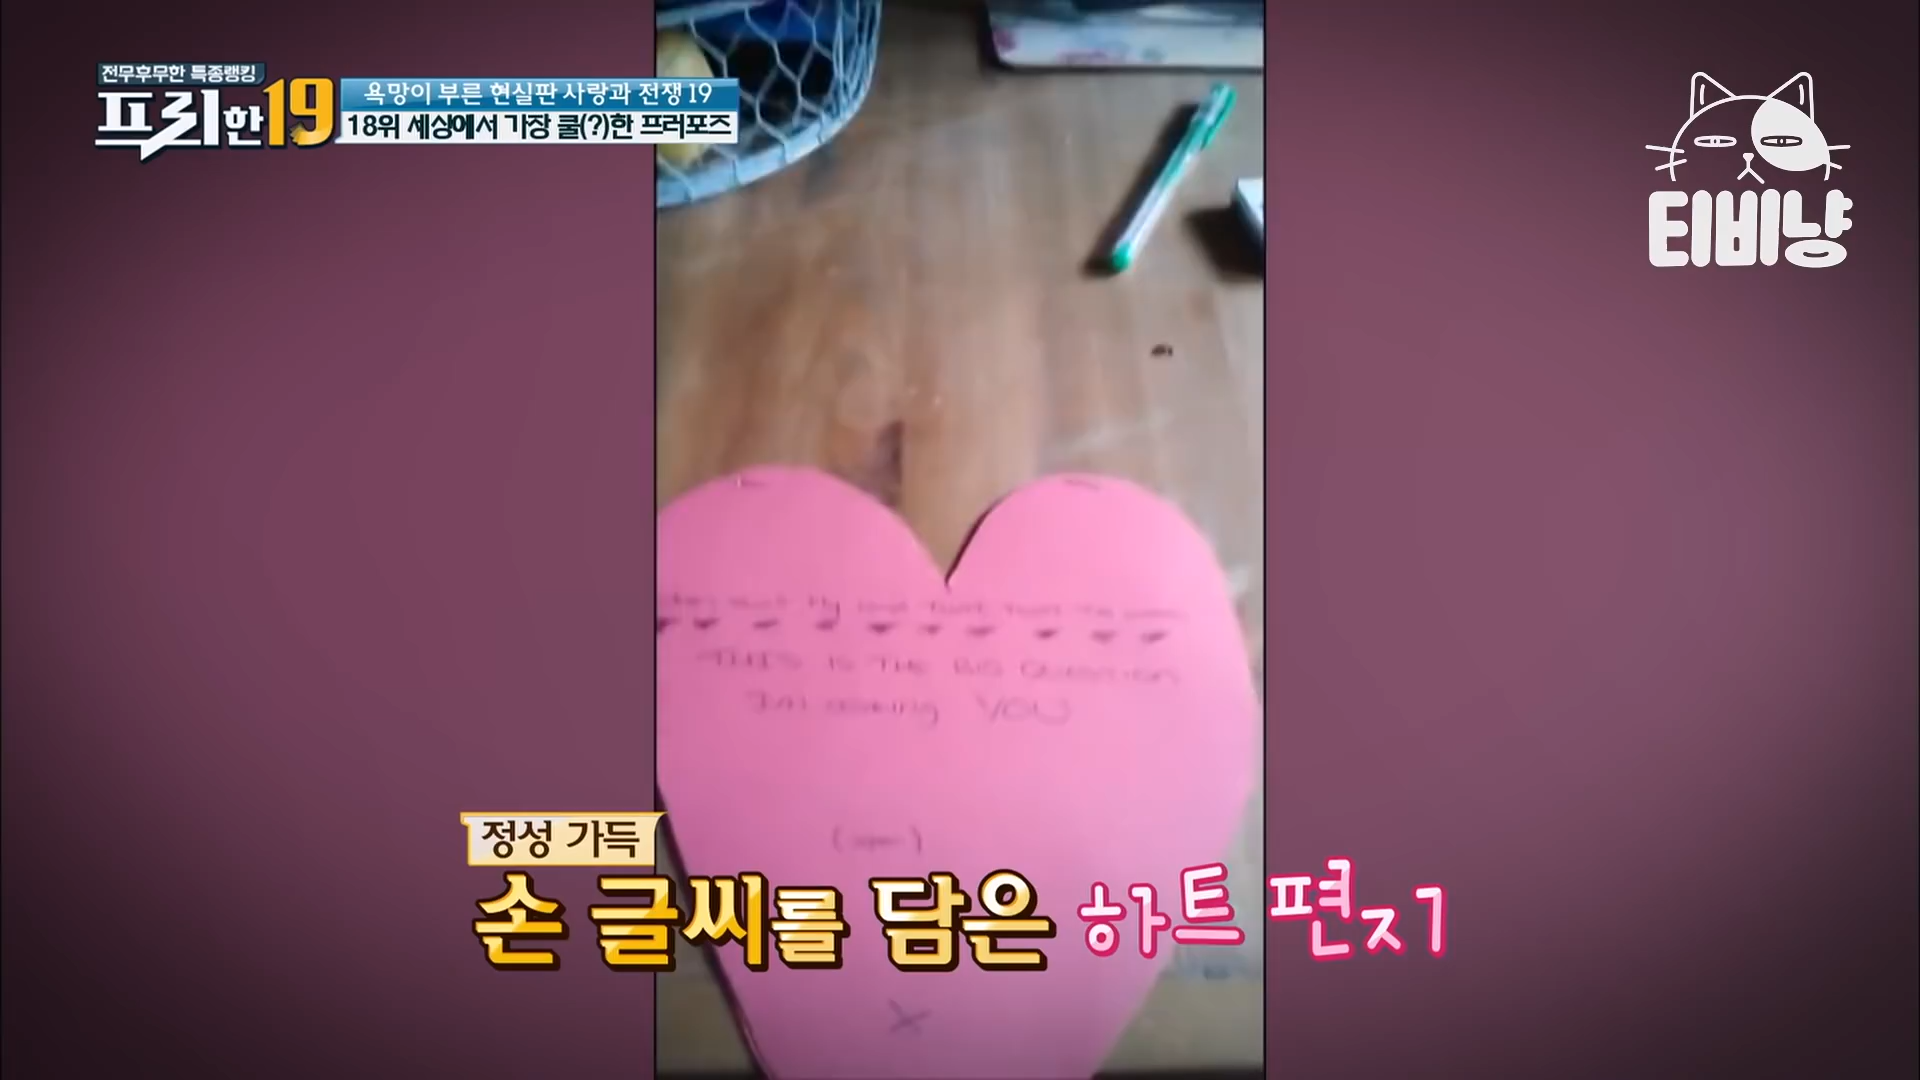 전무후무한 특종랭킹
프리한19
욕망이 부른 현실판 사랑과 전쟁 19
18위 세상에서 가장 쿨(?)한 프러포즈
티비냥
THIS IS THE BIG QUESTION
I'm asking YOU
(open)
X
정성 가득
손 글씨를 담은 하트 편지